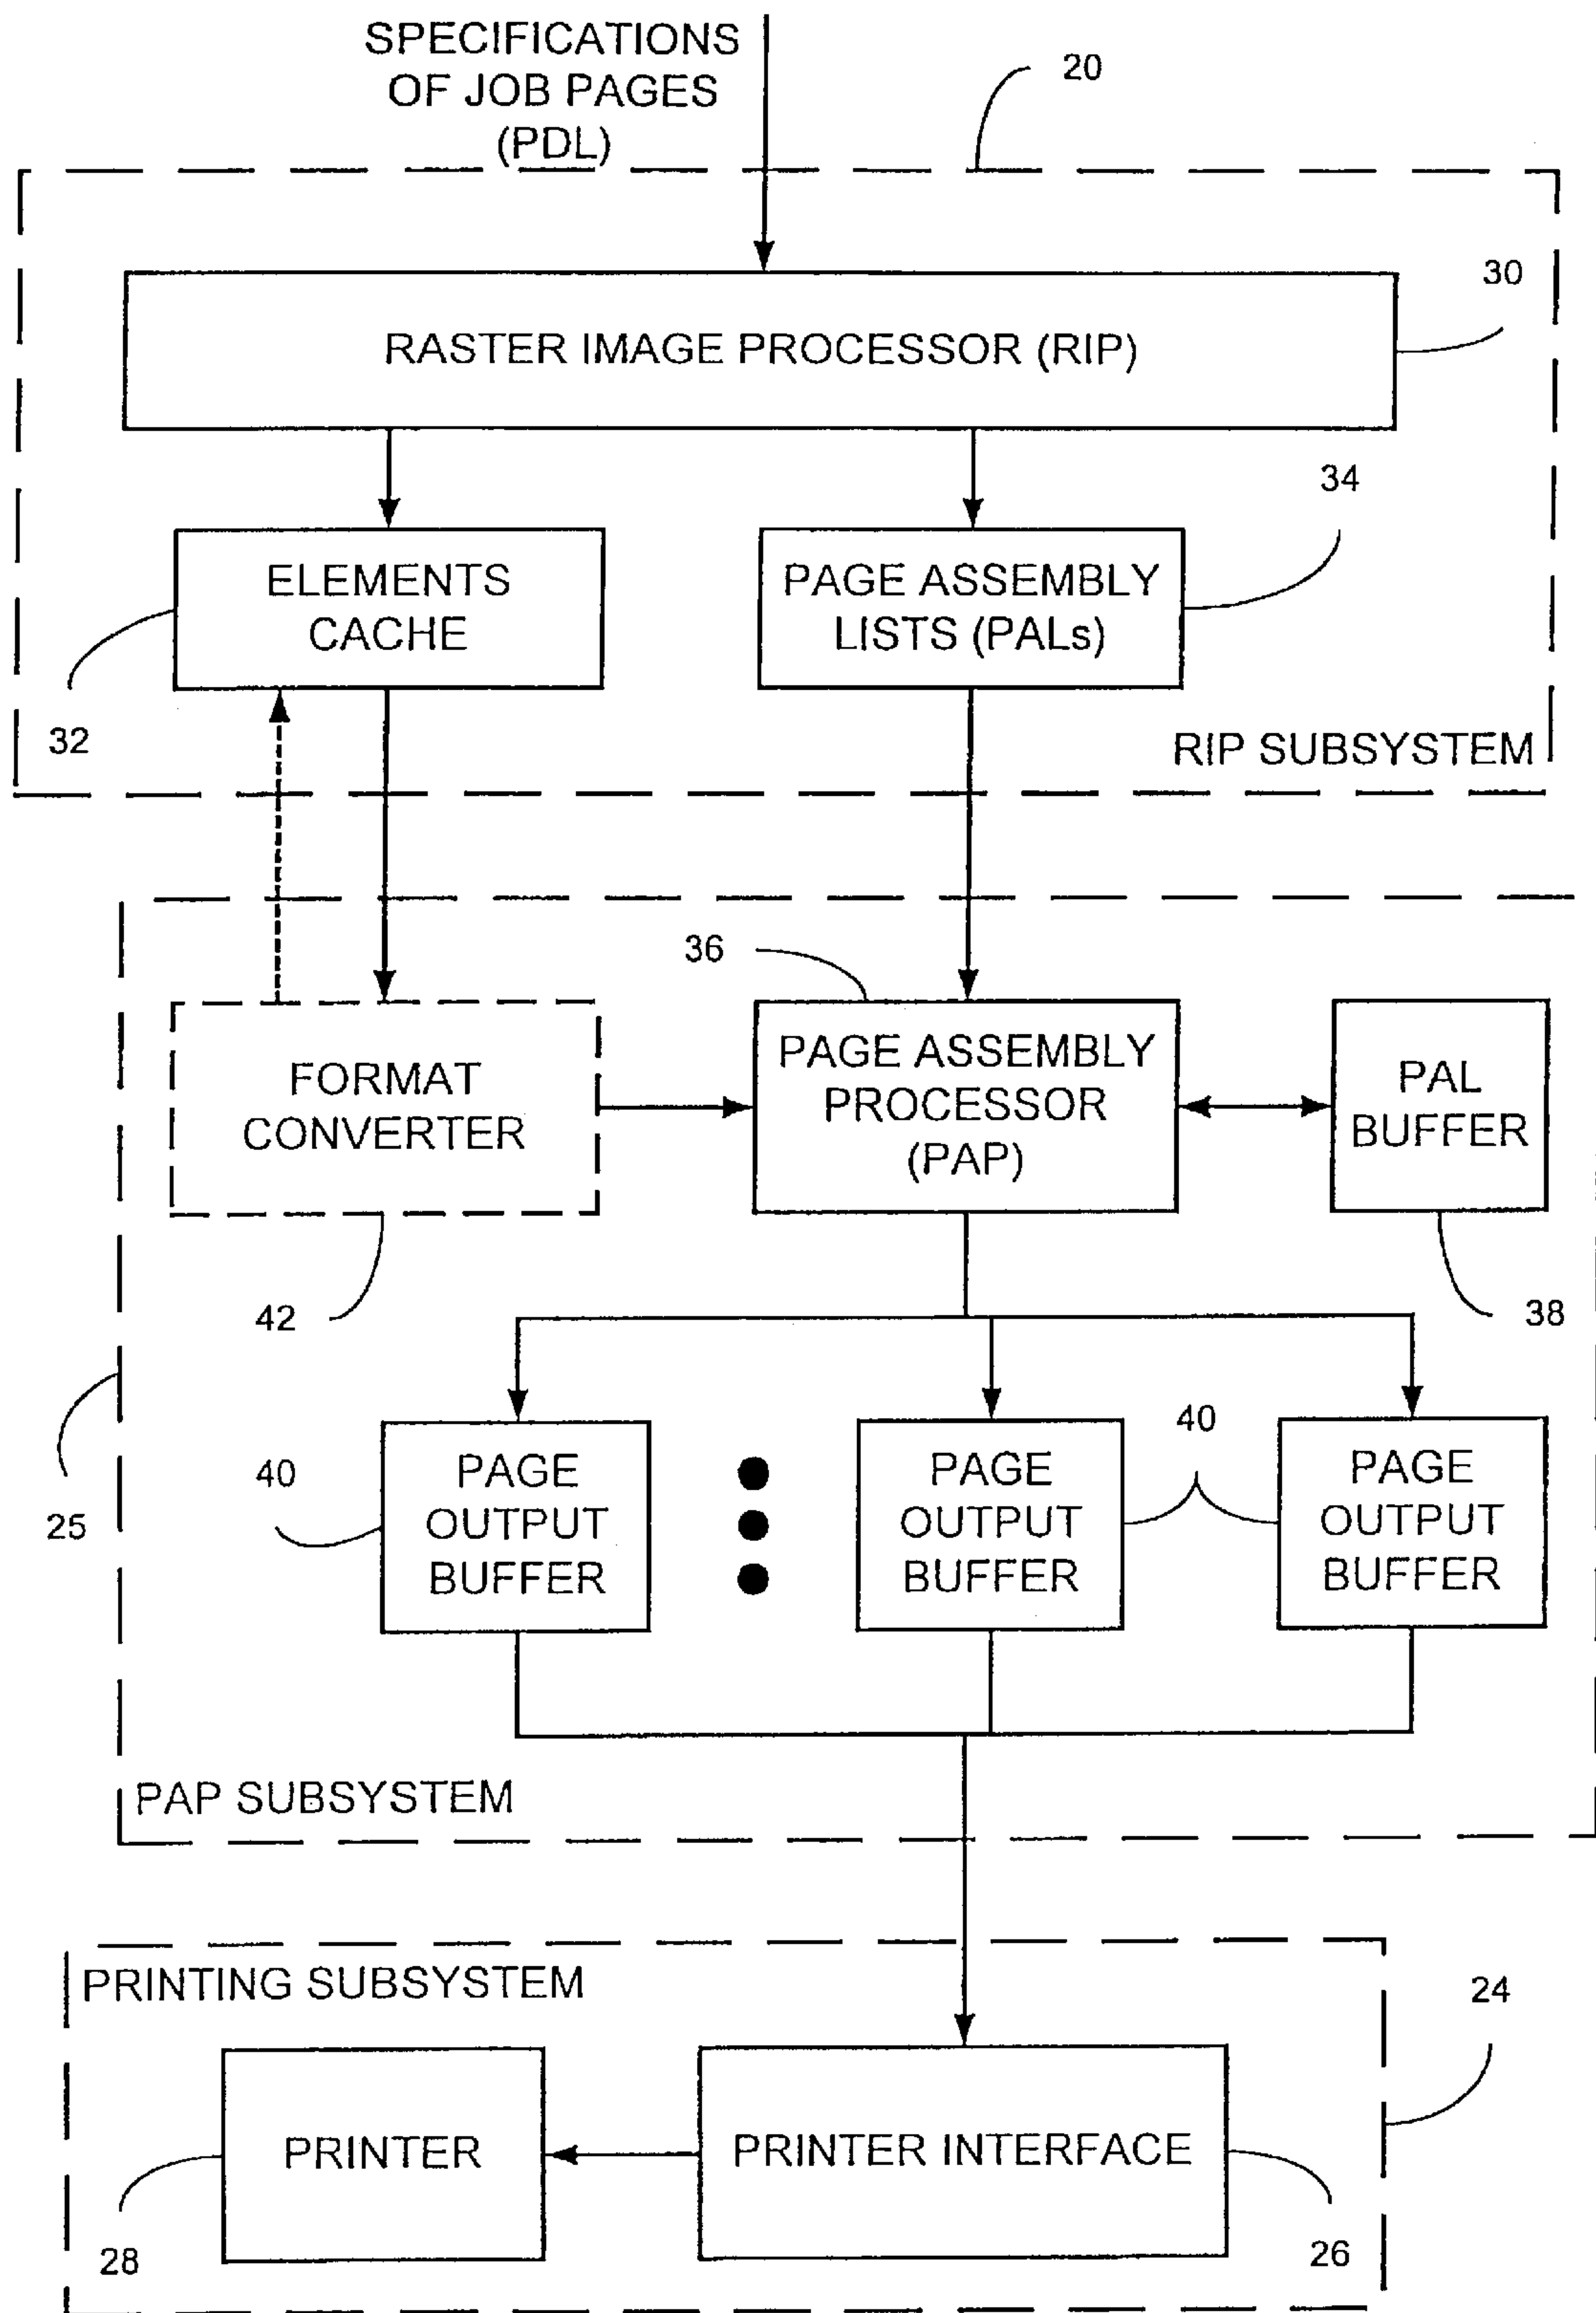 SPECIFICATIONS
OF JOB PAGES
(PDL)
20
30
RASTER IMAGE PROCESSOR (RIP)
34
ELEMENTS
CACHE
PAGE ASSEMBLY
LISTS (PALs)
32
RIP SUBSYSTEM
36
FORMAT
CONVERTER
PAGE ASSEMBLY
PROCESSOR
(PAP)
PAL
BUFFER
42
38
25
40
PAGE
OUTPUT
BUFFER
PAGE
OUTPUT
BUFFER
40
PAGE
OUTPUT
BUFFER
PAP SUBSYSTEM
PRINTING SUBSYSTEM
24
PRINTER
PRINTER INTERFACE
28
26